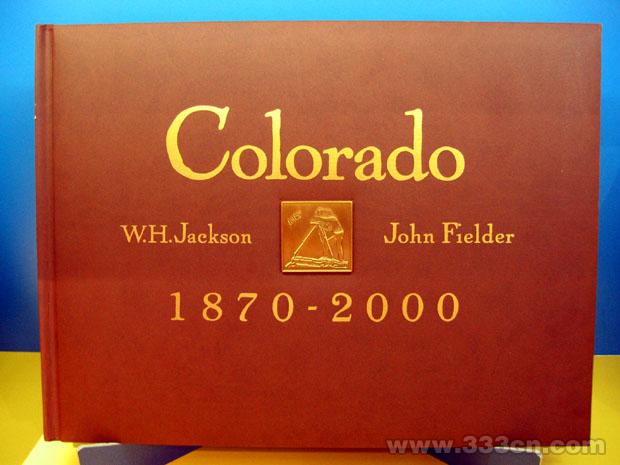 Colorado
W.H.Jackson John Fielder
1870-2000
www.333cn.com